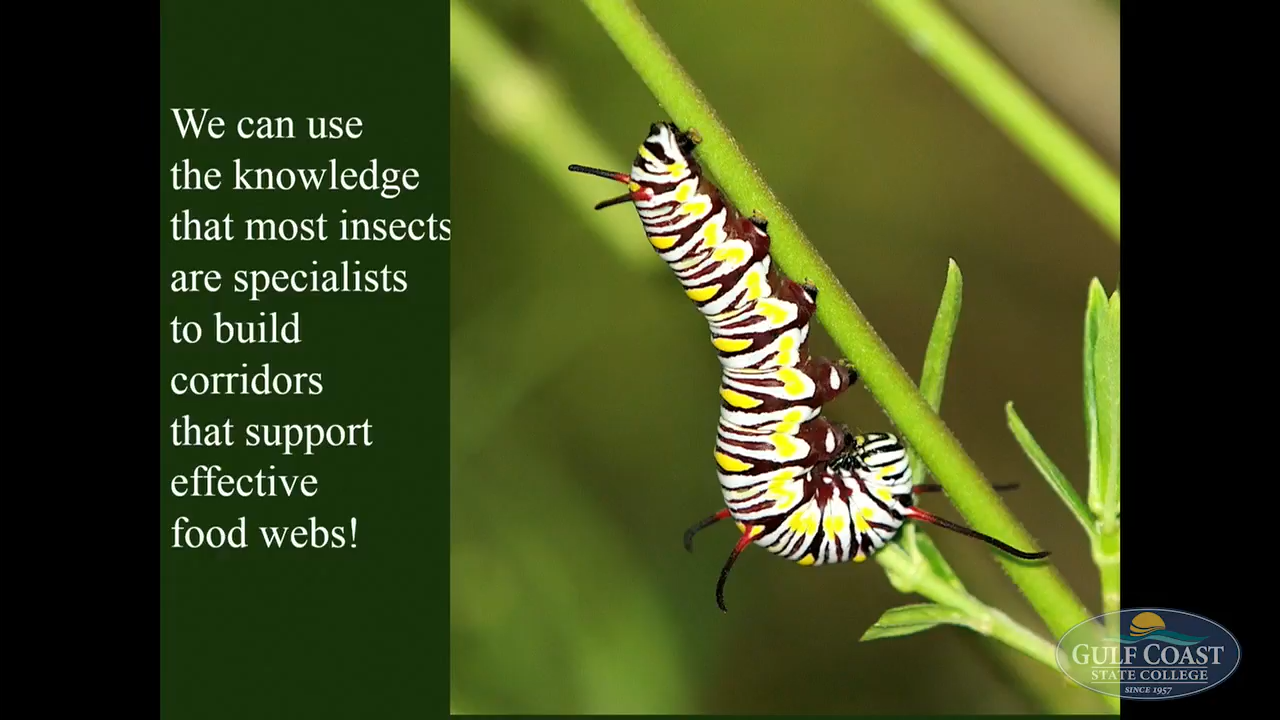 We can use
the knowledge
that most insects
are specialists
to build
corridors
that support
effective
food webs!
GULF COAST
STATE COLLEGE
SINCE 1957